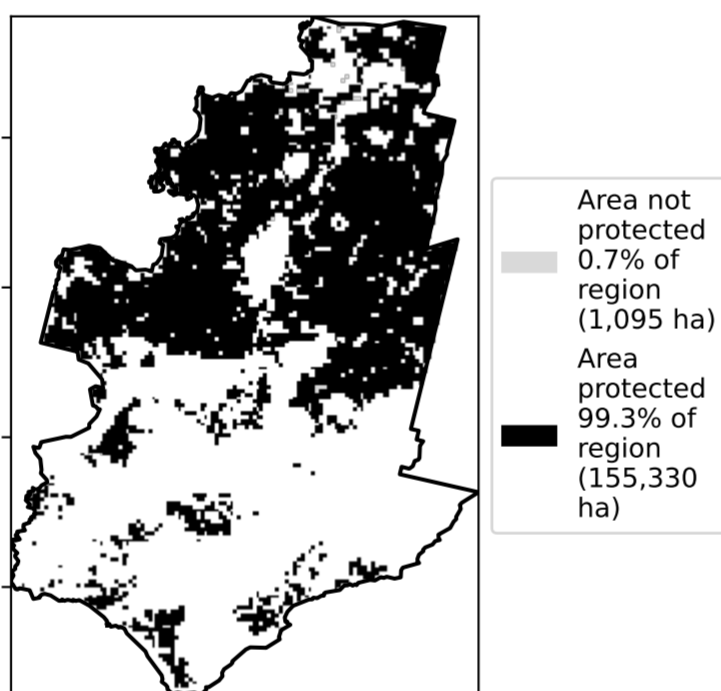 Area not
protected
0.7% of
region
(1,095 ha)
Area
protected
99.3% of
region
(155,330
ha)